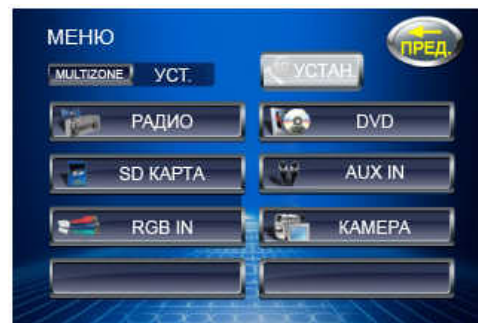 МЕНЮ
ПРЕД.
MULTIZONE УСТ. УСТАН.
РАДИО DVD
SD КАРТА AUX IN
RGB IN КАМЕРА